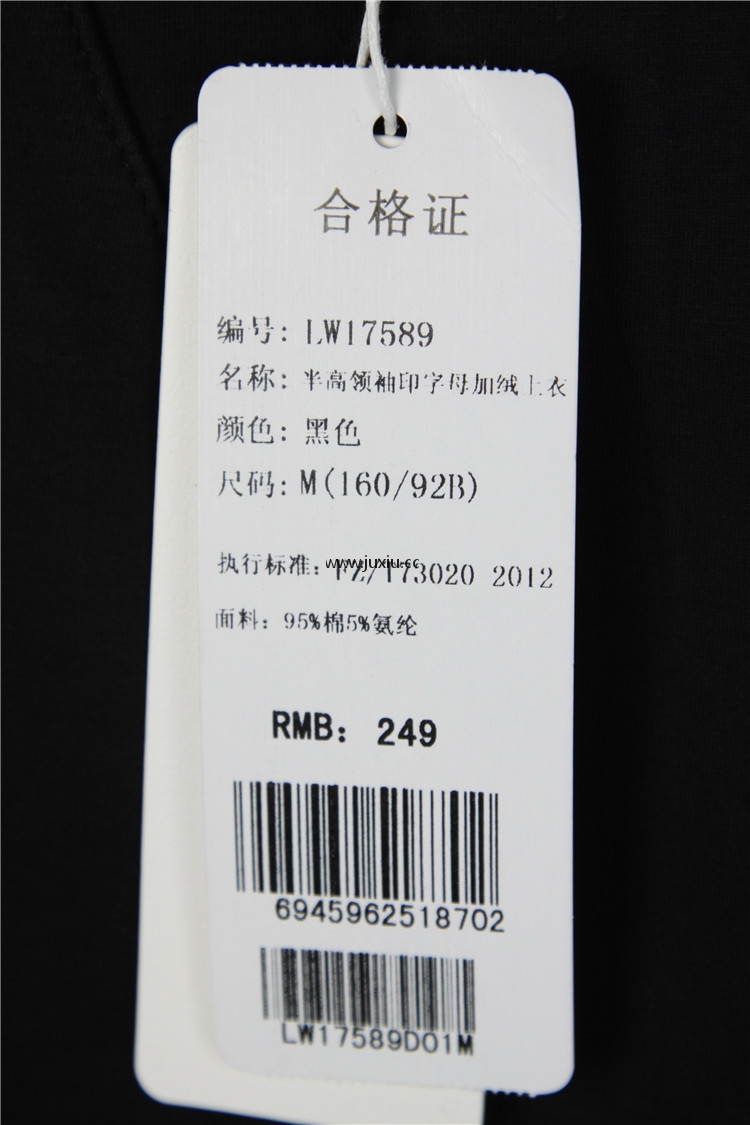 合格证
编号: LW17589
名称: 半高领袖印字母加绒上衣
颜色: 黑色
尺码: M(160/92B)
www.juxiu.cc
执行标准: FZ/T73020 2012
面料: 95%棉5%氨纶
RMB: 249
6945962518702
LW17589D01M